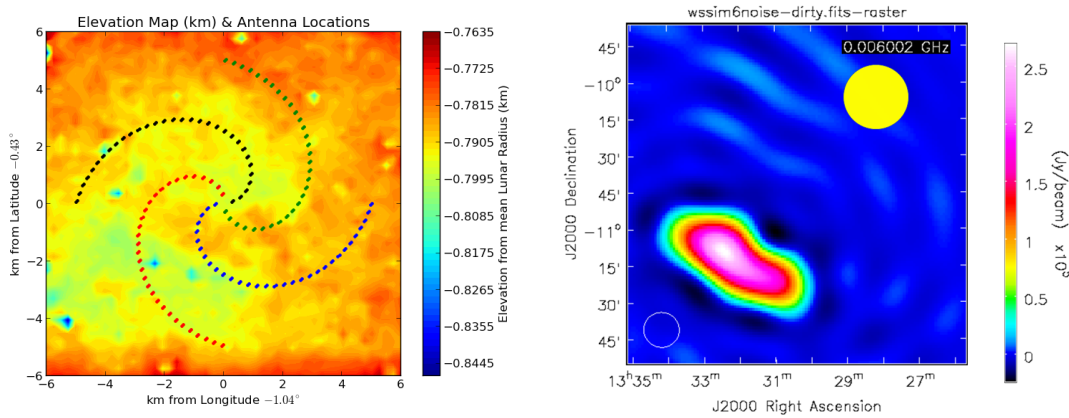 Elevation Map (km) & Antenna Locations
6
4
2
0
−2
−4
−6
−6 −4 −2 0 2 4 6
km from Latitude −0.43°
km from Longitude −1.04°
−0.7635
−0.7725
−0.7815
−0.7905
−0.7995
−0.8085
−0.8175
−0.8265
−0.8355
−0.8445
Elevation from mean Lunar Radius (km)
wssim6noise-dirty.fits-raster
0.006002 GHz
45'
-10°
15'
30'
45'
-11°
15'
30'
45'
J2000 Declination
13h35m 33m 31m 29m 27m
J2000 Right Ascension
2.5
2
1.5
1
0.5
0
(Jy/beam)